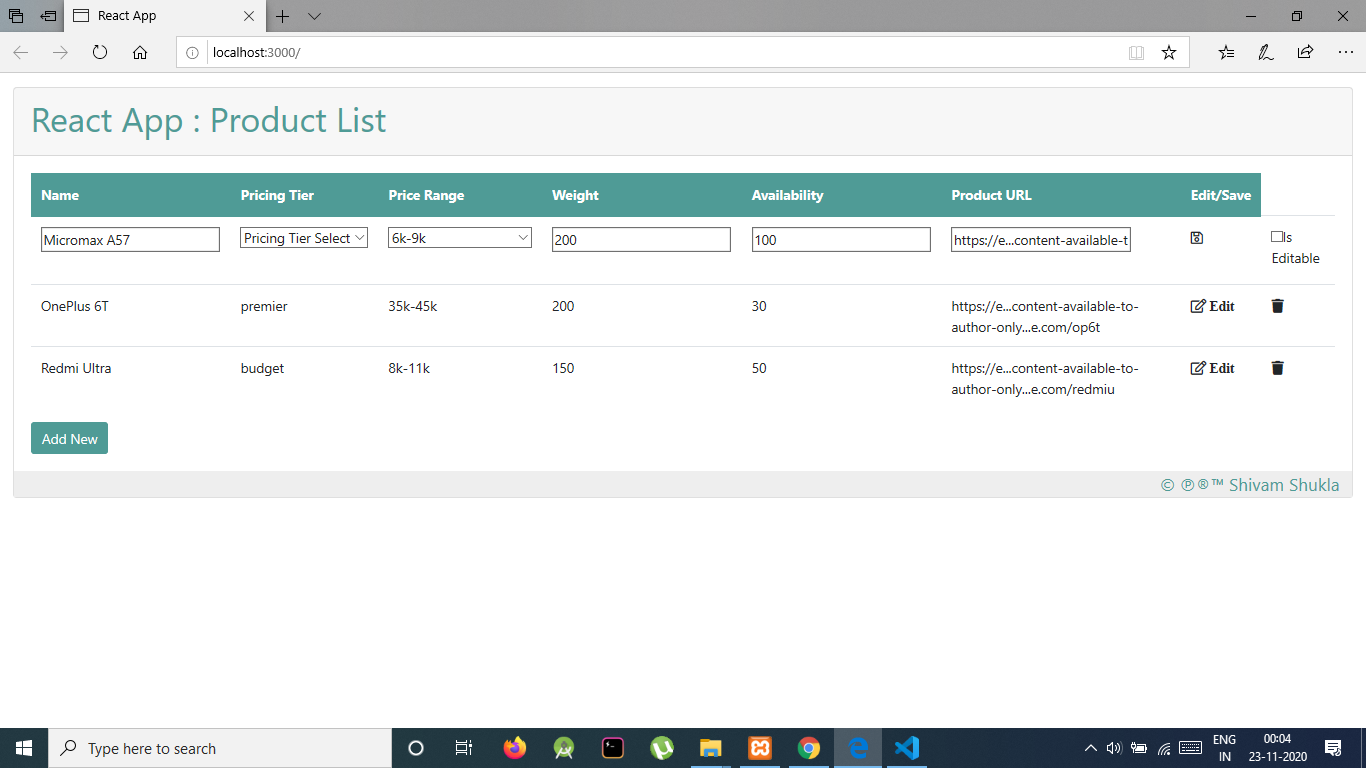 React App
localhost:3000/
React App : Product List
Name Pricing Tier Price Range Weight Availability Product URL Edit/Save
Micromax A57 Pricing Tier Select 6k-9k 200 100 https://e...content-available-t Is
Editable
OnePlus 6T premier 35k-45k 200 30 https://e...content-available-to- Edit
author-only...e.com/op6t
Redmi Ultra budget 8k-11k 150 50 https://e...content-available-to- Edit
author-only...e.com/redmiu
Add New
© ℗®™ Shivam Shukla
Type here to search
ENG 00:04
IN 23-11-2020